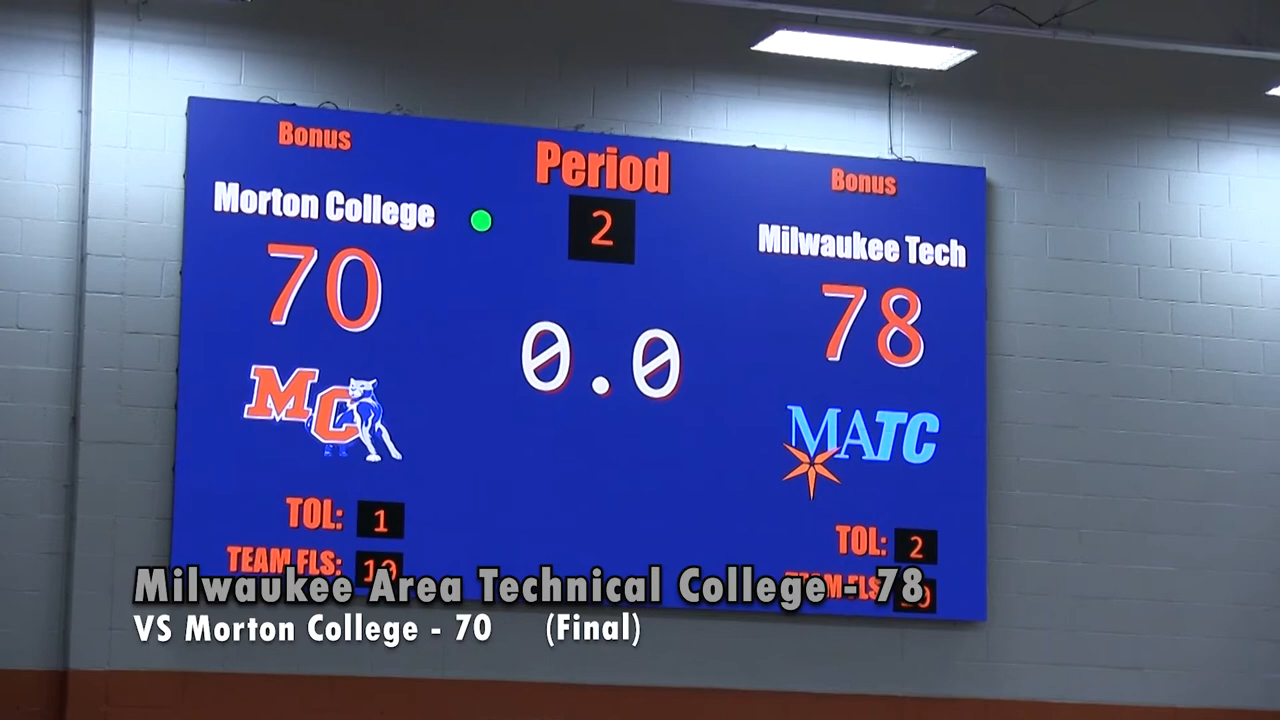 Bonus
Period
Bonus
Morton College
2
Milwaukee Tech
70
78
0.0
MC
MATC
TOL: 1
TOL: 2
TEAM FLS:
Milwaukee Area Technical College - 78
VS Morton College - 70 (Final)